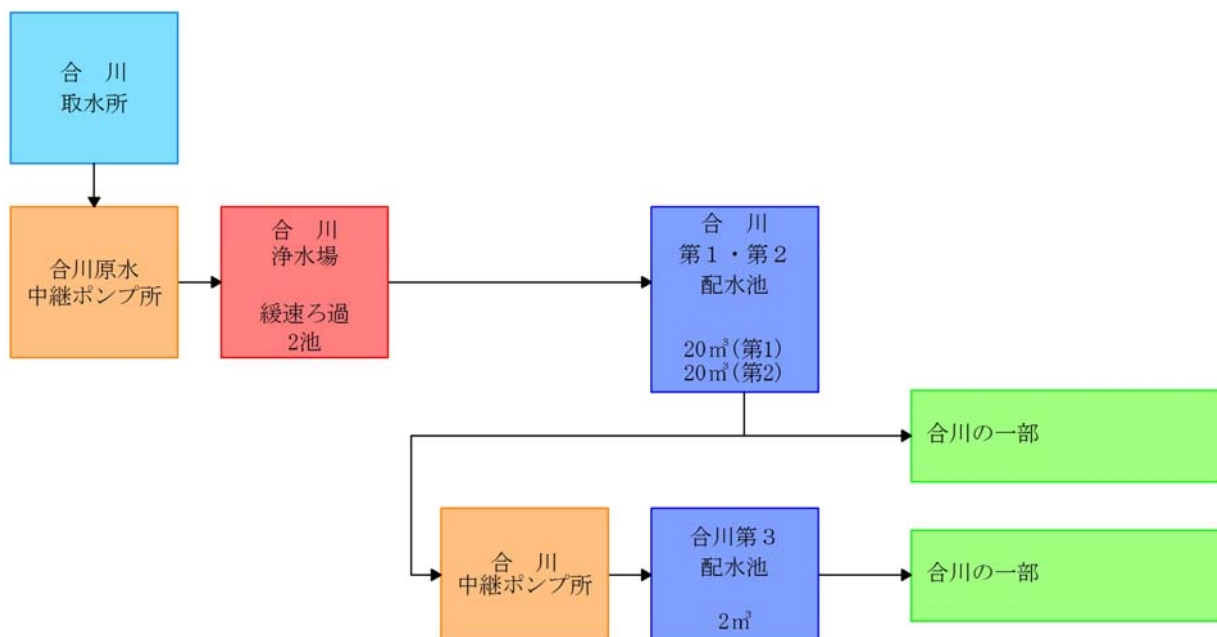 合　川
取水所
合川原水
中継ポンプ所
合　川
浄水場
緩速ろ過
2池
合　川
第１・第２
配水池
20㎥(第1)
20㎥(第2)
合川の一部
合　川
中継ポンプ所
合川第３
配水池
2㎥
合川の一部